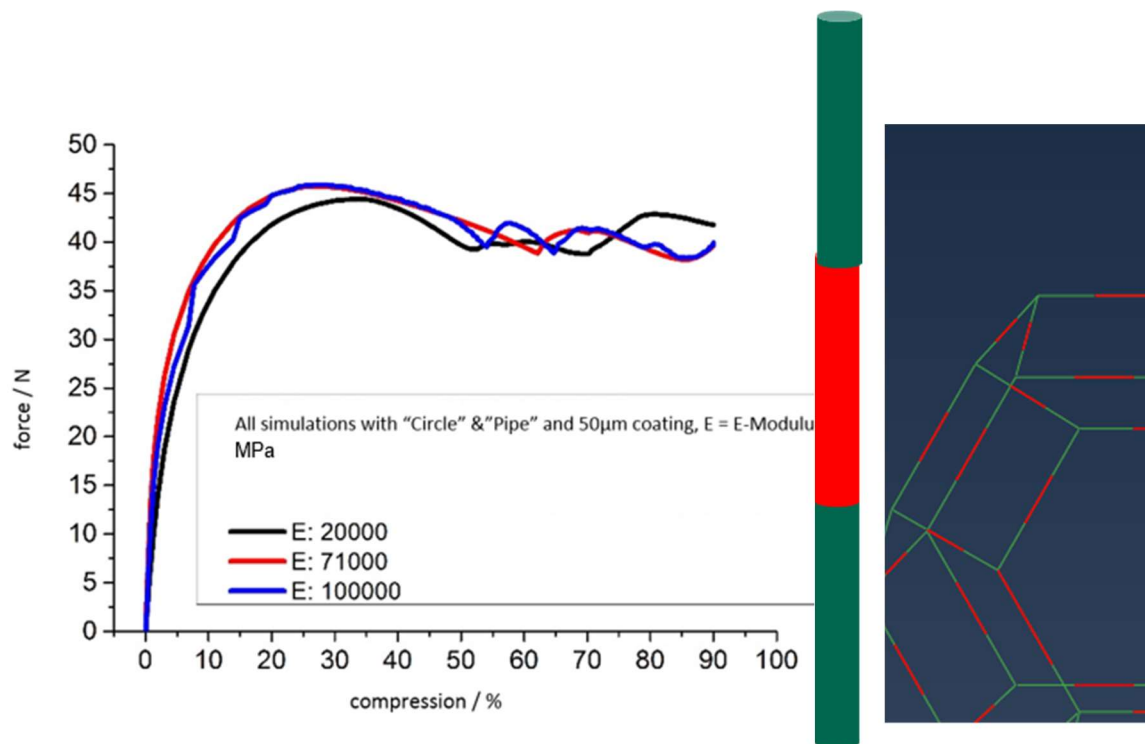 50
45
40
35
30
25
20
15
10
5
0
force / N
All simulations with “Circle” &”Pipe” and 50µm coating, E = E-Modulu
MPa
E: 20000
E: 71000
E: 100000
0 10 20 30 40 50 60 70 80 90 100
compression / %